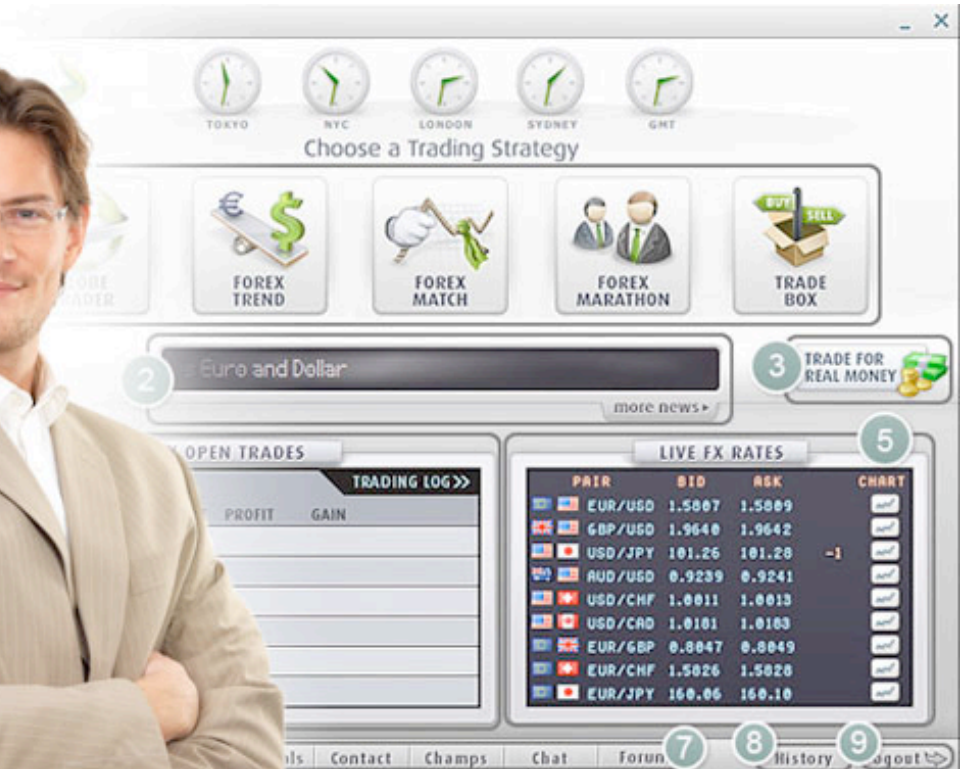 TOKYO NYC LONDON SYDNEY GMT
Choose a Trading Strategy
FOREX TREND
FOREX MATCH
FOREX MARATHON
TRADE BOX
2
Euro and Dollar
more news
3
TRADE FOR
REAL MONEY
OPEN TRADES
TRADING LOG >>
PROFIT GAIN
5
LIVE FX RATES
PAIR BID ASK CHART
EUR/USD 1.5807 1.5809
GBP/USD 1.9640 1.9642
USD/JPY 101.26 101.28 -1
AUD/USD 0.9239 0.9241
USD/CHF 1.0011 1.0013
USD/CAD 1.0181 1.0183
EUR/GBP 0.8047 0.8049
EUR/CHF 1.5826 1.5828
EUR/JPY 160.06 160.10
7 8 9
Contact Champs Chat Forum History Logout